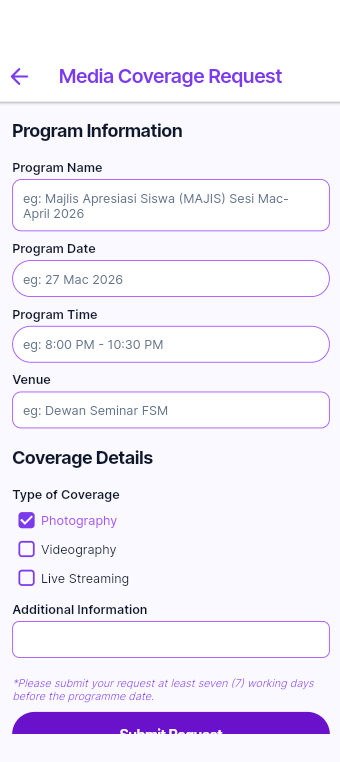 Media Coverage Request
Program Information
Program Name
eg: Majlis Apresiasi Siswa (MAJIS) Sesi Mac-
April 2026
Program Date
eg: 27 Mac 2026
Program Time
eg: 8:00 PM - 10:30 PM
Venue
eg: Dewan Seminar FSM
Coverage Details
Type of Coverage
Photography
Videography
Live Streaming
Additional Information
*Please submit your request at least seven (7) working days
before the programme date.
Submit Request